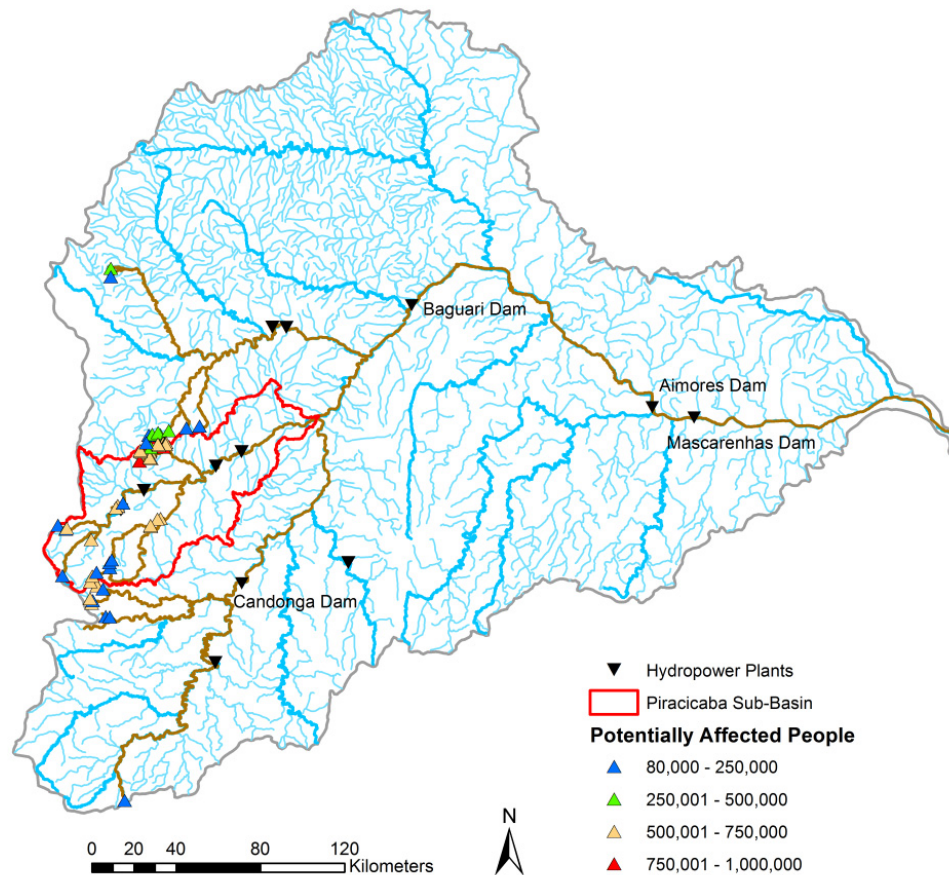 Baguari Dam
Aimores Dam
Mascarenhas Dam
Candonga Dam
Hydropower Plants
Piracicaba Sub-Basin
Potentially Affected People
80,000 - 250,000
250,001 - 500,000
500,001 - 750,000
750,001 - 1,000,000
N
0 20 40 80 120
Kilometers